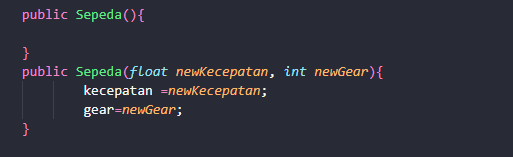 public Sepeda(){
}
public Sepeda(float newKecepatan, int newGear){
kecepatan =newKecepatan;
gear=newGear;
}